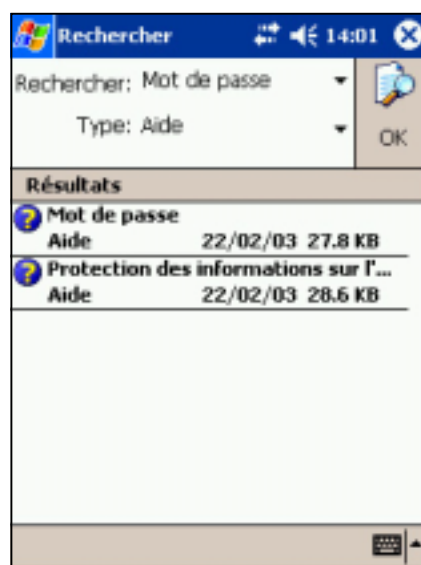 Rechercher 14:01
Rechercher: Mot de passe
Type: Aide
OK
Résultats
Mot de passe
Aide 22/02/03 27.8 KB
Protection des informations sur l'...
Aide 22/02/03 28.6 KB